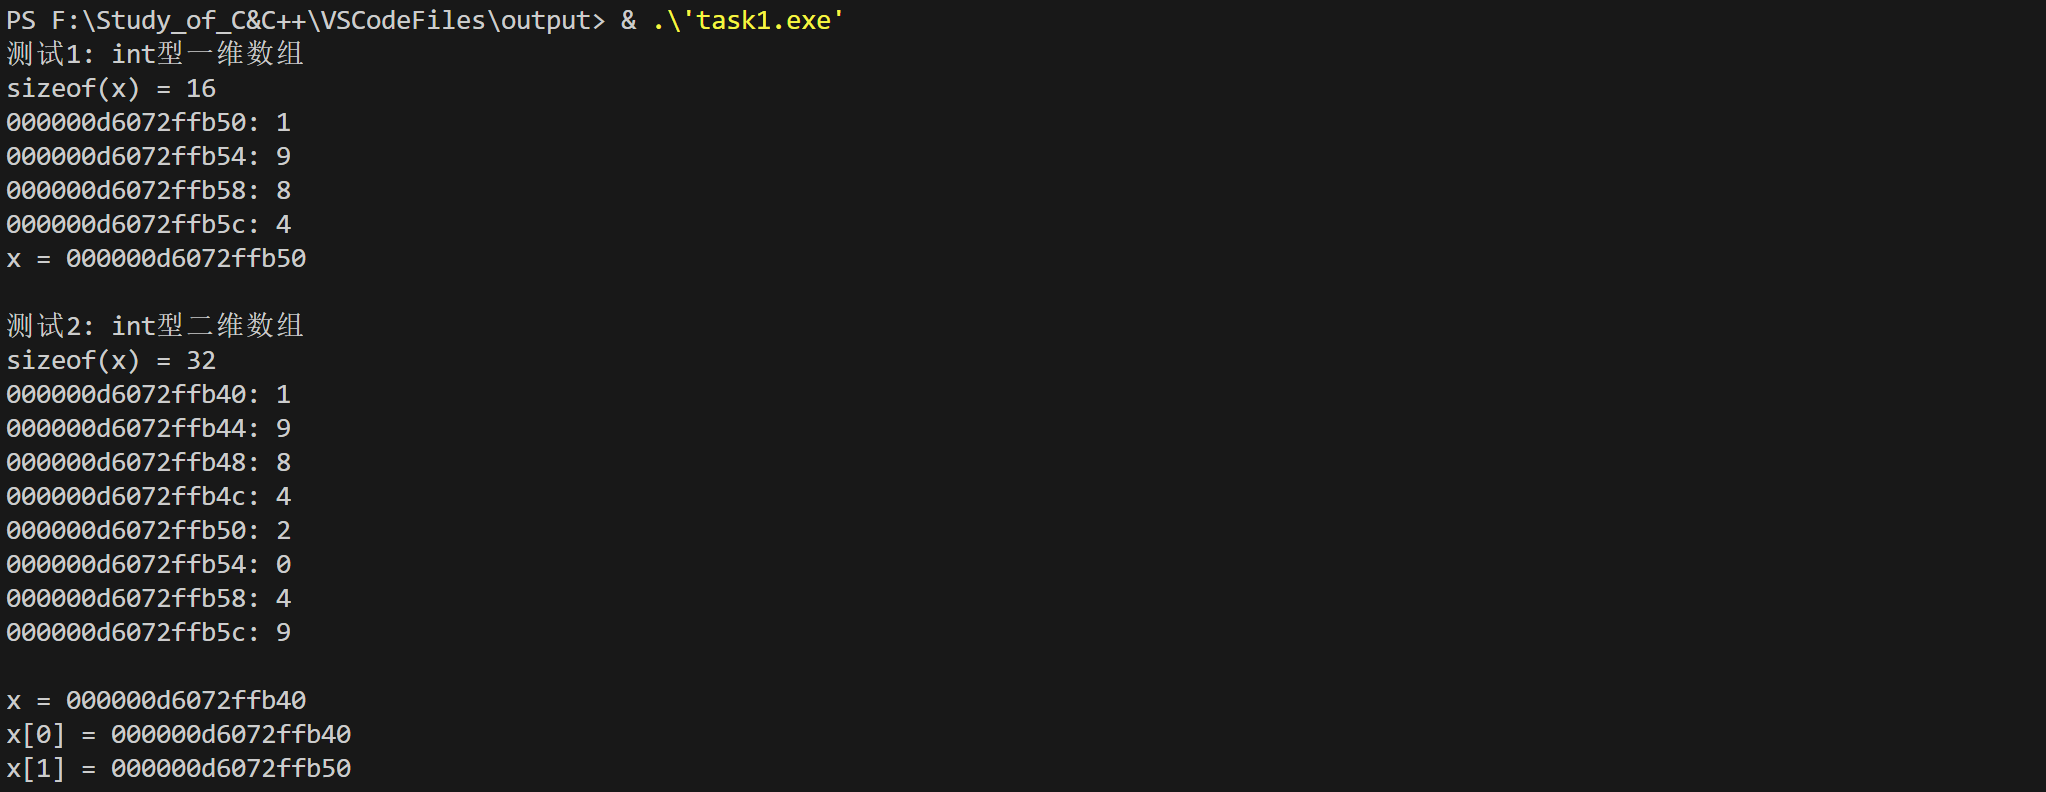 PS F:\Study_of_C&C++\VSCodeFiles\output> & .\'task1.exe'
测试1: int型一维数组
sizeof(x) = 16
000000d6072ffb50: 1
000000d6072ffb54: 9
000000d6072ffb58: 8
000000d6072ffb5c: 4
x = 000000d6072ffb50
测试2: int型二维数组
sizeof(x) = 32
000000d6072ffb40: 1
000000d6072ffb44: 9
000000d6072ffb48: 8
000000d6072ffb4c: 4
000000d6072ffb50: 2
000000d6072ffb54: 0
000000d6072ffb58: 4
000000d6072ffb5c: 9
x = 000000d6072ffb40
x[0] = 000000d6072ffb40
x[1] = 000000d6072ffb50